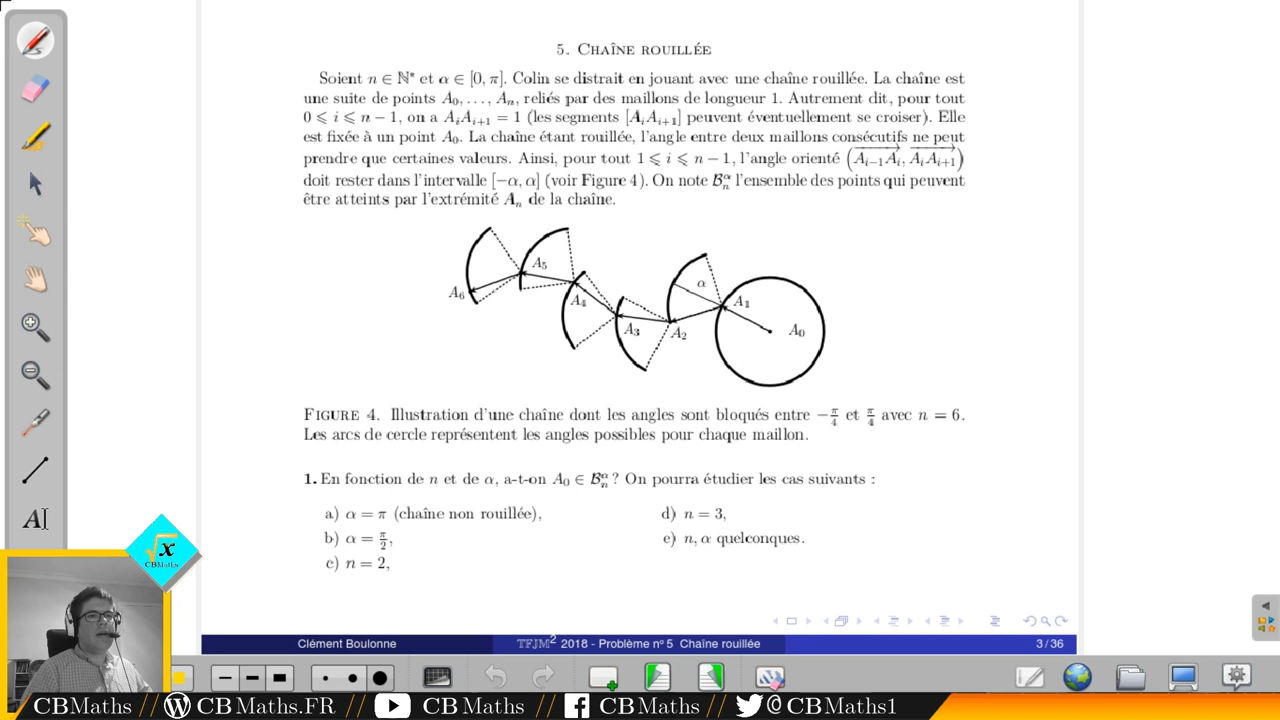 5. Chaîne rouillée
Soient n ∈ ℕ* et α ∈ [0, π]. Colin se distrait en jouant avec une chaîne rouillée. La chaîne est
une suite de points A₀, . . . , Aₙ, reliés par des maillons de longueur 1. Autrement dit, pour tout
0 ⩽ i ⩽ n − 1, on a AᵢAᵢ₊₁ = 1 (les segments [AᵢAᵢ₊₁] peuvent éventuellement se croiser). Elle
est fixée à un point A₀. La chaîne étant rouillée, l'angle entre deux maillons consécutifs ne peut
prendre que certaines valeurs. Ainsi, pour tout 1 ⩽ i ⩽ n − 1, l'angle orienté (Aᵢ₋₁Aᵢ, AᵢAᵢ₊₁)
doit rester dans l'intervalle [−α, α] (voir Figure 4). On note ℬₙᵅ l'ensemble des points qui peuvent
être atteints par l'extrémité Aₙ de la chaîne.
A₆ A₅ A₄ A₃ A₂ α A₁ A₀
Figure 4. Illustration d'une chaîne dont les angles sont bloqués entre −π/4 et π/4 avec n = 6.
Les arcs de cercle représentent les angles possibles pour chaque maillon.
1. En fonction de n et de α, a-t-on A₀ ∈ ℬₙᵅ ? On pourra étudier les cas suivants :
a) α = π (chaîne non rouillée),
b) α = π/2,
c) n = 2,
d) n = 3,
e) n, α quelconques.
Clément Boulonne TFJM² 2018 - Problème nº 5 Chaîne rouillée 3 / 36
AI
√x
CBMaths
CBMaths CBMaths.FR CBMaths CBMaths @CBMaths1